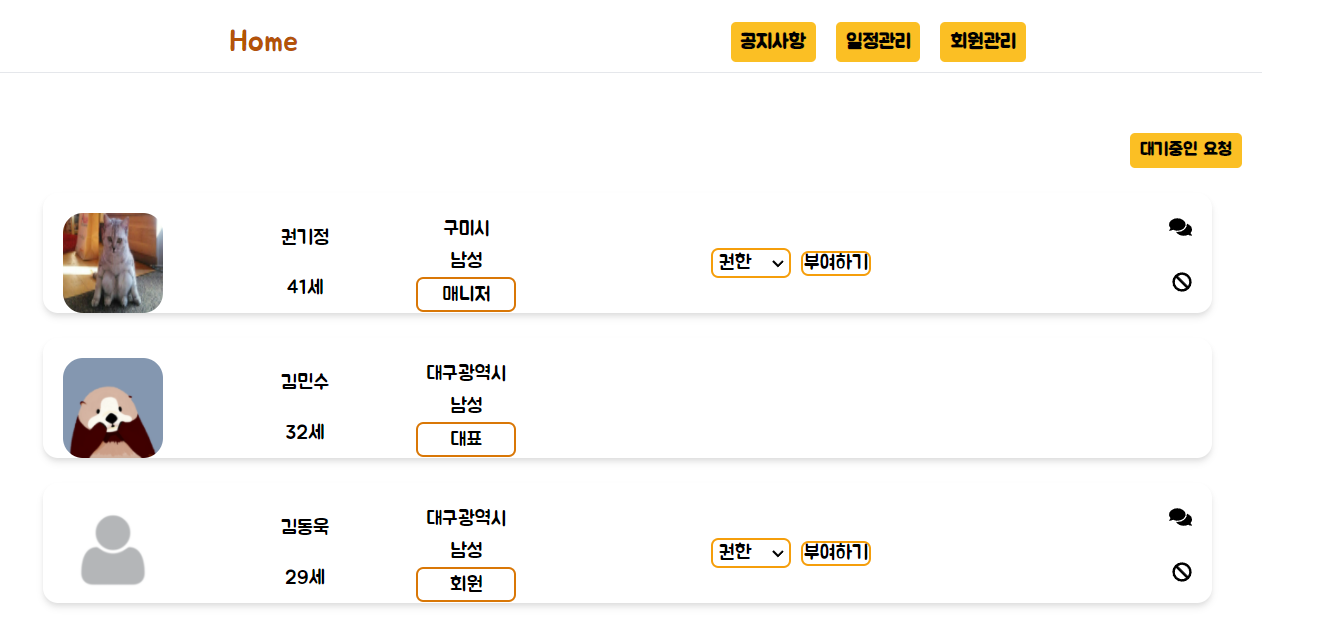 Home 공지사항 일정관리 회원관리
대기중인 요청
권기정
41세
구미시
남성
매니저
권한 부여하기
김민수
32세
대구광역시
남성
대표
김동욱
29세
대구광역시
남성
회원
권한 부여하기